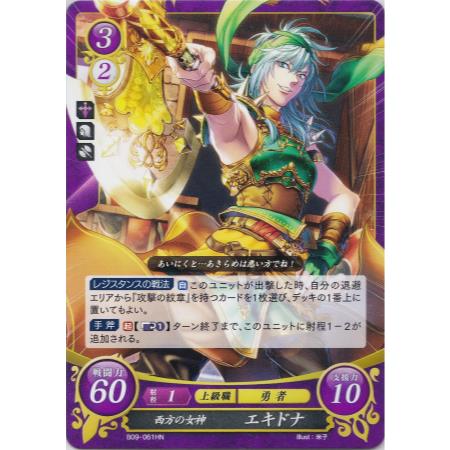 3
2
あいにくと…あきらめは悪い方でね！
レジスタンスの戦法 自 このユニットが出撃した時、自分の退避
エリアから『攻撃の紋章』を持つカードを1枚選び、デッキの1番上に
置いてもよい。
手斧 起 【1】ターン終了まで、このユニットに射程1－2が
追加される。
戦闘力
60
射程
1
上級職
勇者
支援力
10
西方の女神 エキドナ
B09-061HN
Illust：米子